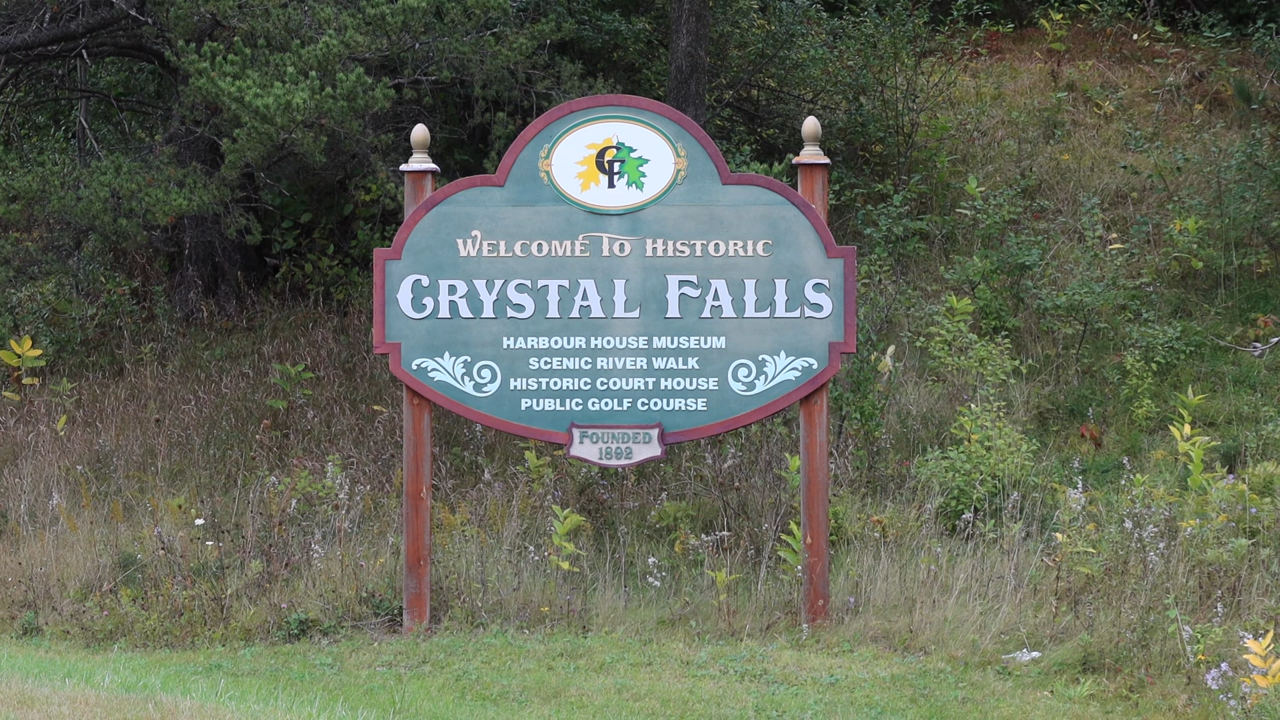 CF
WELCOME TO HISTORIC
CRYSTAL FALLS
HARBOUR HOUSE MUSEUM
SCENIC RIVER WALK
HISTORIC COURT HOUSE
PUBLIC GOLF COURSE
FOUNDED
1892